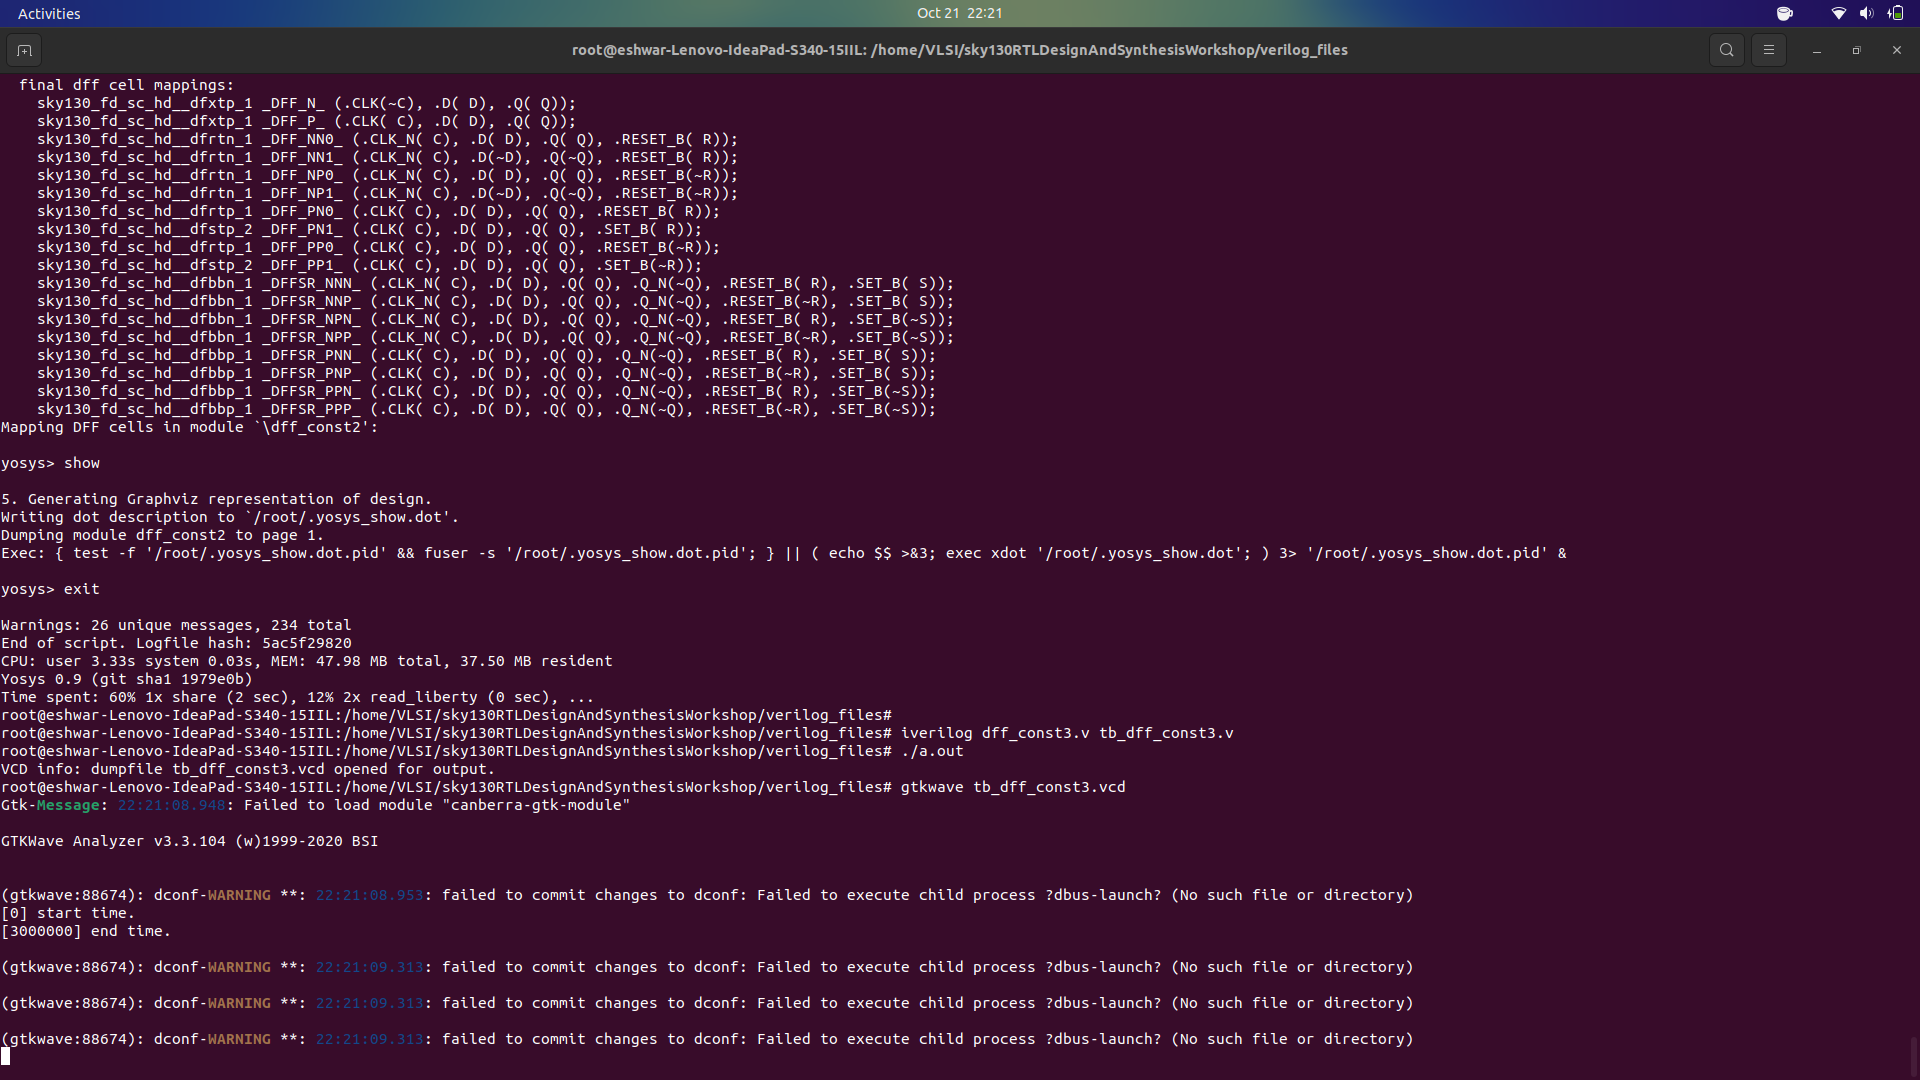 Activities
Oct 21 22:21
root@eshwar-Lenovo-IdeaPad-S340-15IIL: /home/VLSI/sky130RTLDesignAndSynthesisWorkshop/verilog_files
  final dff cell mappings:
    sky130_fd_sc_hd__dfxtp_1 _DFF_N_ (.CLK(~C), .D( D), .Q( Q));
    sky130_fd_sc_hd__dfxtp_1 _DFF_P_ (.CLK( C), .D( D), .Q( Q));
    sky130_fd_sc_hd__dfrtn_1 _DFF_NN0_ (.CLK_N( C), .D( D), .Q( Q), .RESET_B( R));
    sky130_fd_sc_hd__dfrtn_1 _DFF_NN1_ (.CLK_N( C), .D(~D), .Q(~Q), .RESET_B( R));
    sky130_fd_sc_hd__dfrtn_1 _DFF_NP0_ (.CLK_N( C), .D( D), .Q( Q), .RESET_B(~R));
    sky130_fd_sc_hd__dfrtn_1 _DFF_NP1_ (.CLK_N( C), .D(~D), .Q(~Q), .RESET_B(~R));
    sky130_fd_sc_hd__dfrtp_1 _DFF_PN0_ (.CLK( C), .D( D), .Q( Q), .RESET_B( R));
    sky130_fd_sc_hd__dfstp_2 _DFF_PN1_ (.CLK( C), .D( D), .Q( Q), .SET_B( R));
    sky130_fd_sc_hd__dfrtp_1 _DFF_PP0_ (.CLK( C), .D( D), .Q( Q), .RESET_B(~R));
    sky130_fd_sc_hd__dfstp_2 _DFF_PP1_ (.CLK( C), .D( D), .Q( Q), .SET_B(~R));
    sky130_fd_sc_hd__dfbbn_1 _DFFSR_NNN_ (.CLK_N( C), .D( D), .Q( Q), .Q_N(~Q), .RESET_B( R), .SET_B( S));
    sky130_fd_sc_hd__dfbbn_1 _DFFSR_NNP_ (.CLK_N( C), .D( D), .Q( Q), .Q_N(~Q), .RESET_B(~R), .SET_B( S));
    sky130_fd_sc_hd__dfbbn_1 _DFFSR_NPN_ (.CLK_N( C), .D( D), .Q( Q), .Q_N(~Q), .RESET_B( R), .SET_B(~S));
    sky130_fd_sc_hd__dfbbn_1 _DFFSR_NPP_ (.CLK_N( C), .D( D), .Q( Q), .Q_N(~Q), .RESET_B(~R), .SET_B(~S));
    sky130_fd_sc_hd__dfbbp_1 _DFFSR_PNN_ (.CLK( C), .D( D), .Q( Q), .Q_N(~Q), .RESET_B( R), .SET_B( S));
    sky130_fd_sc_hd__dfbbp_1 _DFFSR_PNP_ (.CLK( C), .D( D), .Q( Q), .Q_N(~Q), .RESET_B(~R), .SET_B( S));
    sky130_fd_sc_hd__dfbbp_1 _DFFSR_PPN_ (.CLK( C), .D( D), .Q( Q), .Q_N(~Q), .RESET_B( R), .SET_B(~S));
    sky130_fd_sc_hd__dfbbp_1 _DFFSR_PPP_ (.CLK( C), .D( D), .Q( Q), .Q_N(~Q), .RESET_B(~R), .SET_B(~S));
Mapping DFF cells in module `\dff_const2':
yosys> show
5. Generating Graphviz representation of design.
Writing dot description to `/root/.yosys_show.dot'.
Dumping module dff_const2 to page 1.
Exec: { test -f '/root/.yosys_show.dot.pid' && fuser -s '/root/.yosys_show.dot.pid'; } || ( echo $$ >&3; exec xdot '/root/.yosys_show.dot'; ) 3> '/root/.yosys_show.dot.pid' &
yosys> exit
Warnings: 26 unique messages, 234 total
End of script. Logfile hash: 5ac5f29820
CPU: user 3.33s system 0.03s, MEM: 47.98 MB total, 37.50 MB resident
Yosys 0.9 (git sha1 1979e0b)
Time spent: 60% 1x share (2 sec), 12% 2x read_liberty (0 sec), ...
root@eshwar-Lenovo-IdeaPad-S340-15IIL:/home/VLSI/sky130RTLDesignAndSynthesisWorkshop/verilog_files#
root@eshwar-Lenovo-IdeaPad-S340-15IIL:/home/VLSI/sky130RTLDesignAndSynthesisWorkshop/verilog_files# iverilog dff_const3.v tb_dff_const3.v
root@eshwar-Lenovo-IdeaPad-S340-15IIL:/home/VLSI/sky130RTLDesignAndSynthesisWorkshop/verilog_files# ./a.out
VCD info: dumpfile tb_dff_const3.vcd opened for output.
root@eshwar-Lenovo-IdeaPad-S340-15IIL:/home/VLSI/sky130RTLDesignAndSynthesisWorkshop/verilog_files# gtkwave tb_dff_const3.vcd
Gtk-Message: 22:21:08.948: Failed to load module "canberra-gtk-module"
GTKWave Analyzer v3.3.104 (w)1999-2020 BSI
(gtkwave:88674): dconf-WARNING **: 22:21:08.953: failed to commit changes to dconf: Failed to execute child process ?dbus-launch? (No such file or directory)
[0] start time.
[3000000] end time.
(gtkwave:88674): dconf-WARNING **: 22:21:09.313: failed to commit changes to dconf: Failed to execute child process ?dbus-launch? (No such file or directory)
(gtkwave:88674): dconf-WARNING **: 22:21:09.313: failed to commit changes to dconf: Failed to execute child process ?dbus-launch? (No such file or directory)
(gtkwave:88674): dconf-WARNING **: 22:21:09.313: failed to commit changes to dconf: Failed to execute child process ?dbus-launch? (No such file or directory)